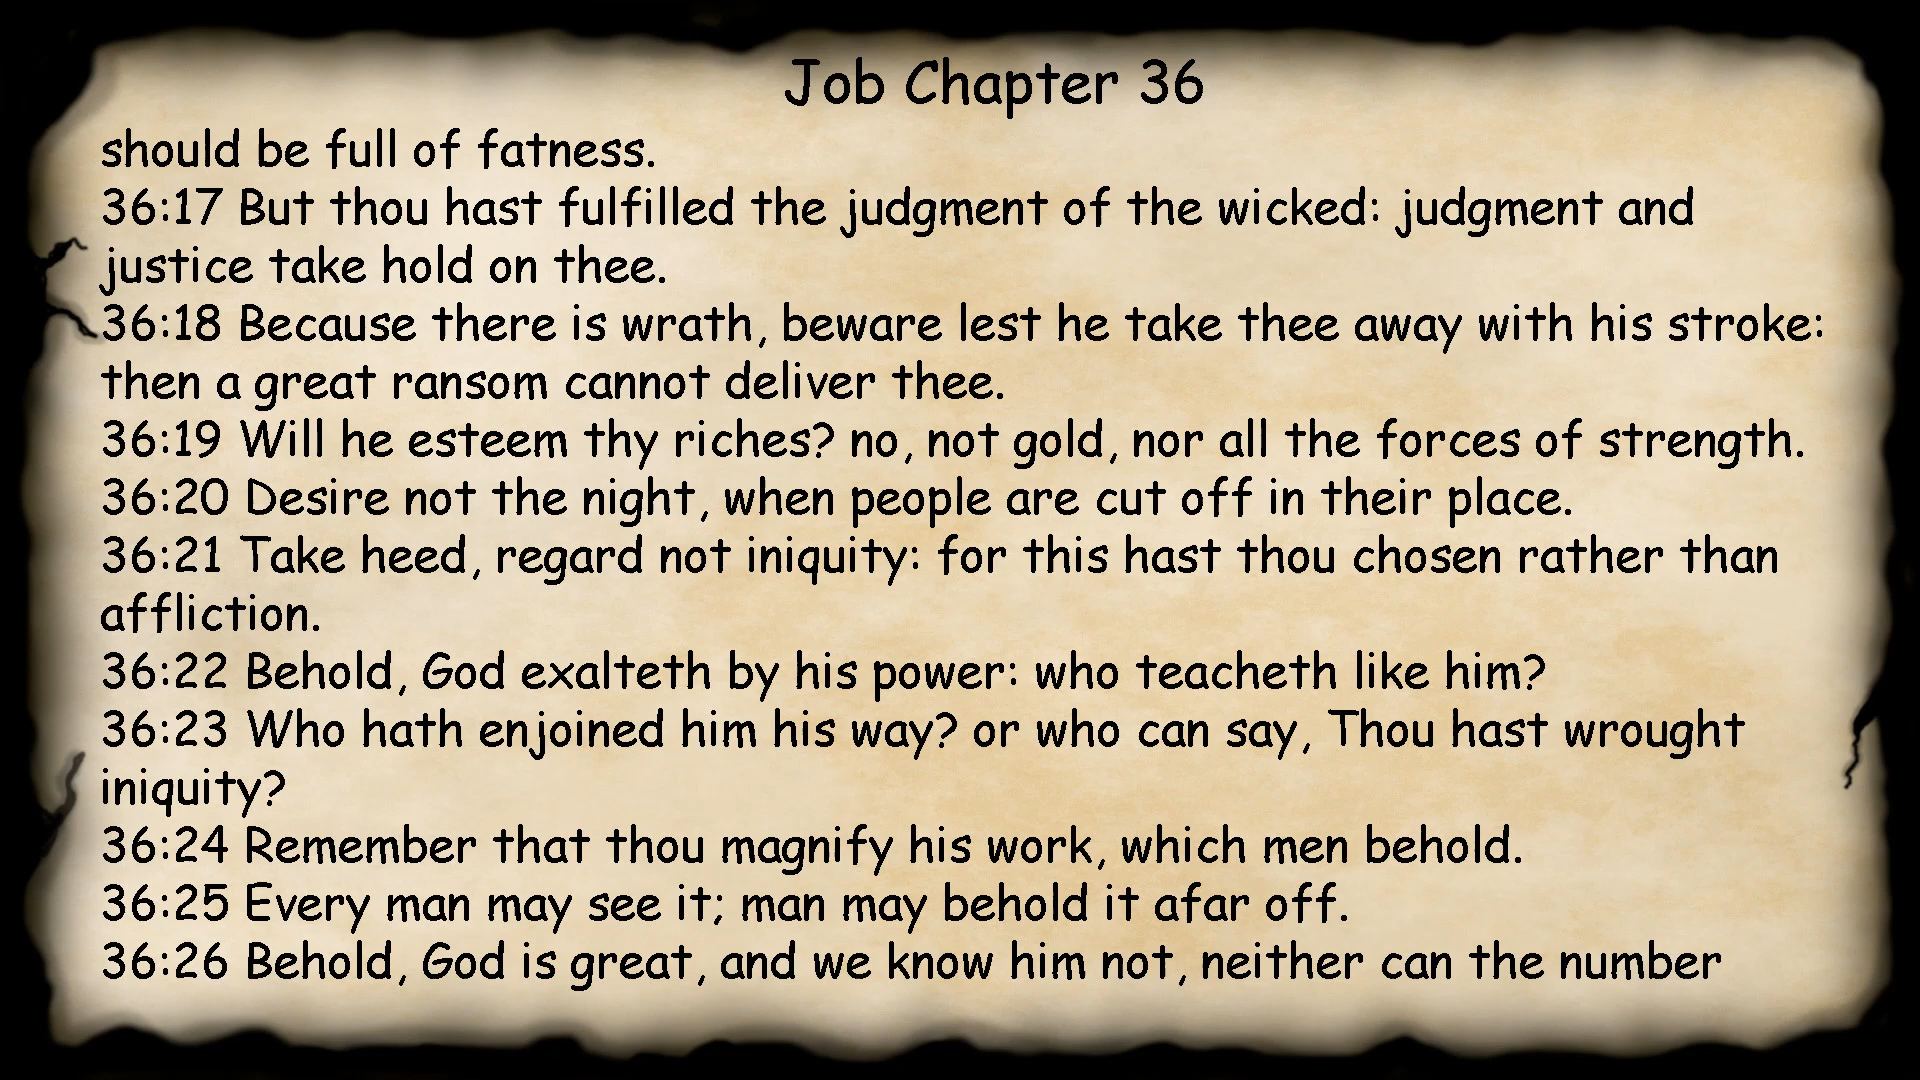 Job Chapter 36
should be full of fatness.
36:17 But thou hast fulfilled the judgment of the wicked: judgment and
justice take hold on thee.
36:18 Because there is wrath, beware lest he take thee away with his stroke:
then a great ransom cannot deliver thee.
36:19 Will he esteem thy riches? no, not gold, nor all the forces of strength.
36:20 Desire not the night, when people are cut off in their place.
36:21 Take heed, regard not iniquity: for this hast thou chosen rather than
affliction.
36:22 Behold, God exalteth by his power: who teacheth like him?
36:23 Who hath enjoined him his way? or who can say, Thou hast wrought
iniquity?
36:24 Remember that thou magnify his work, which men behold.
36:25 Every man may see it; man may behold it afar off.
36:26 Behold, God is great, and we know him not, neither can the number